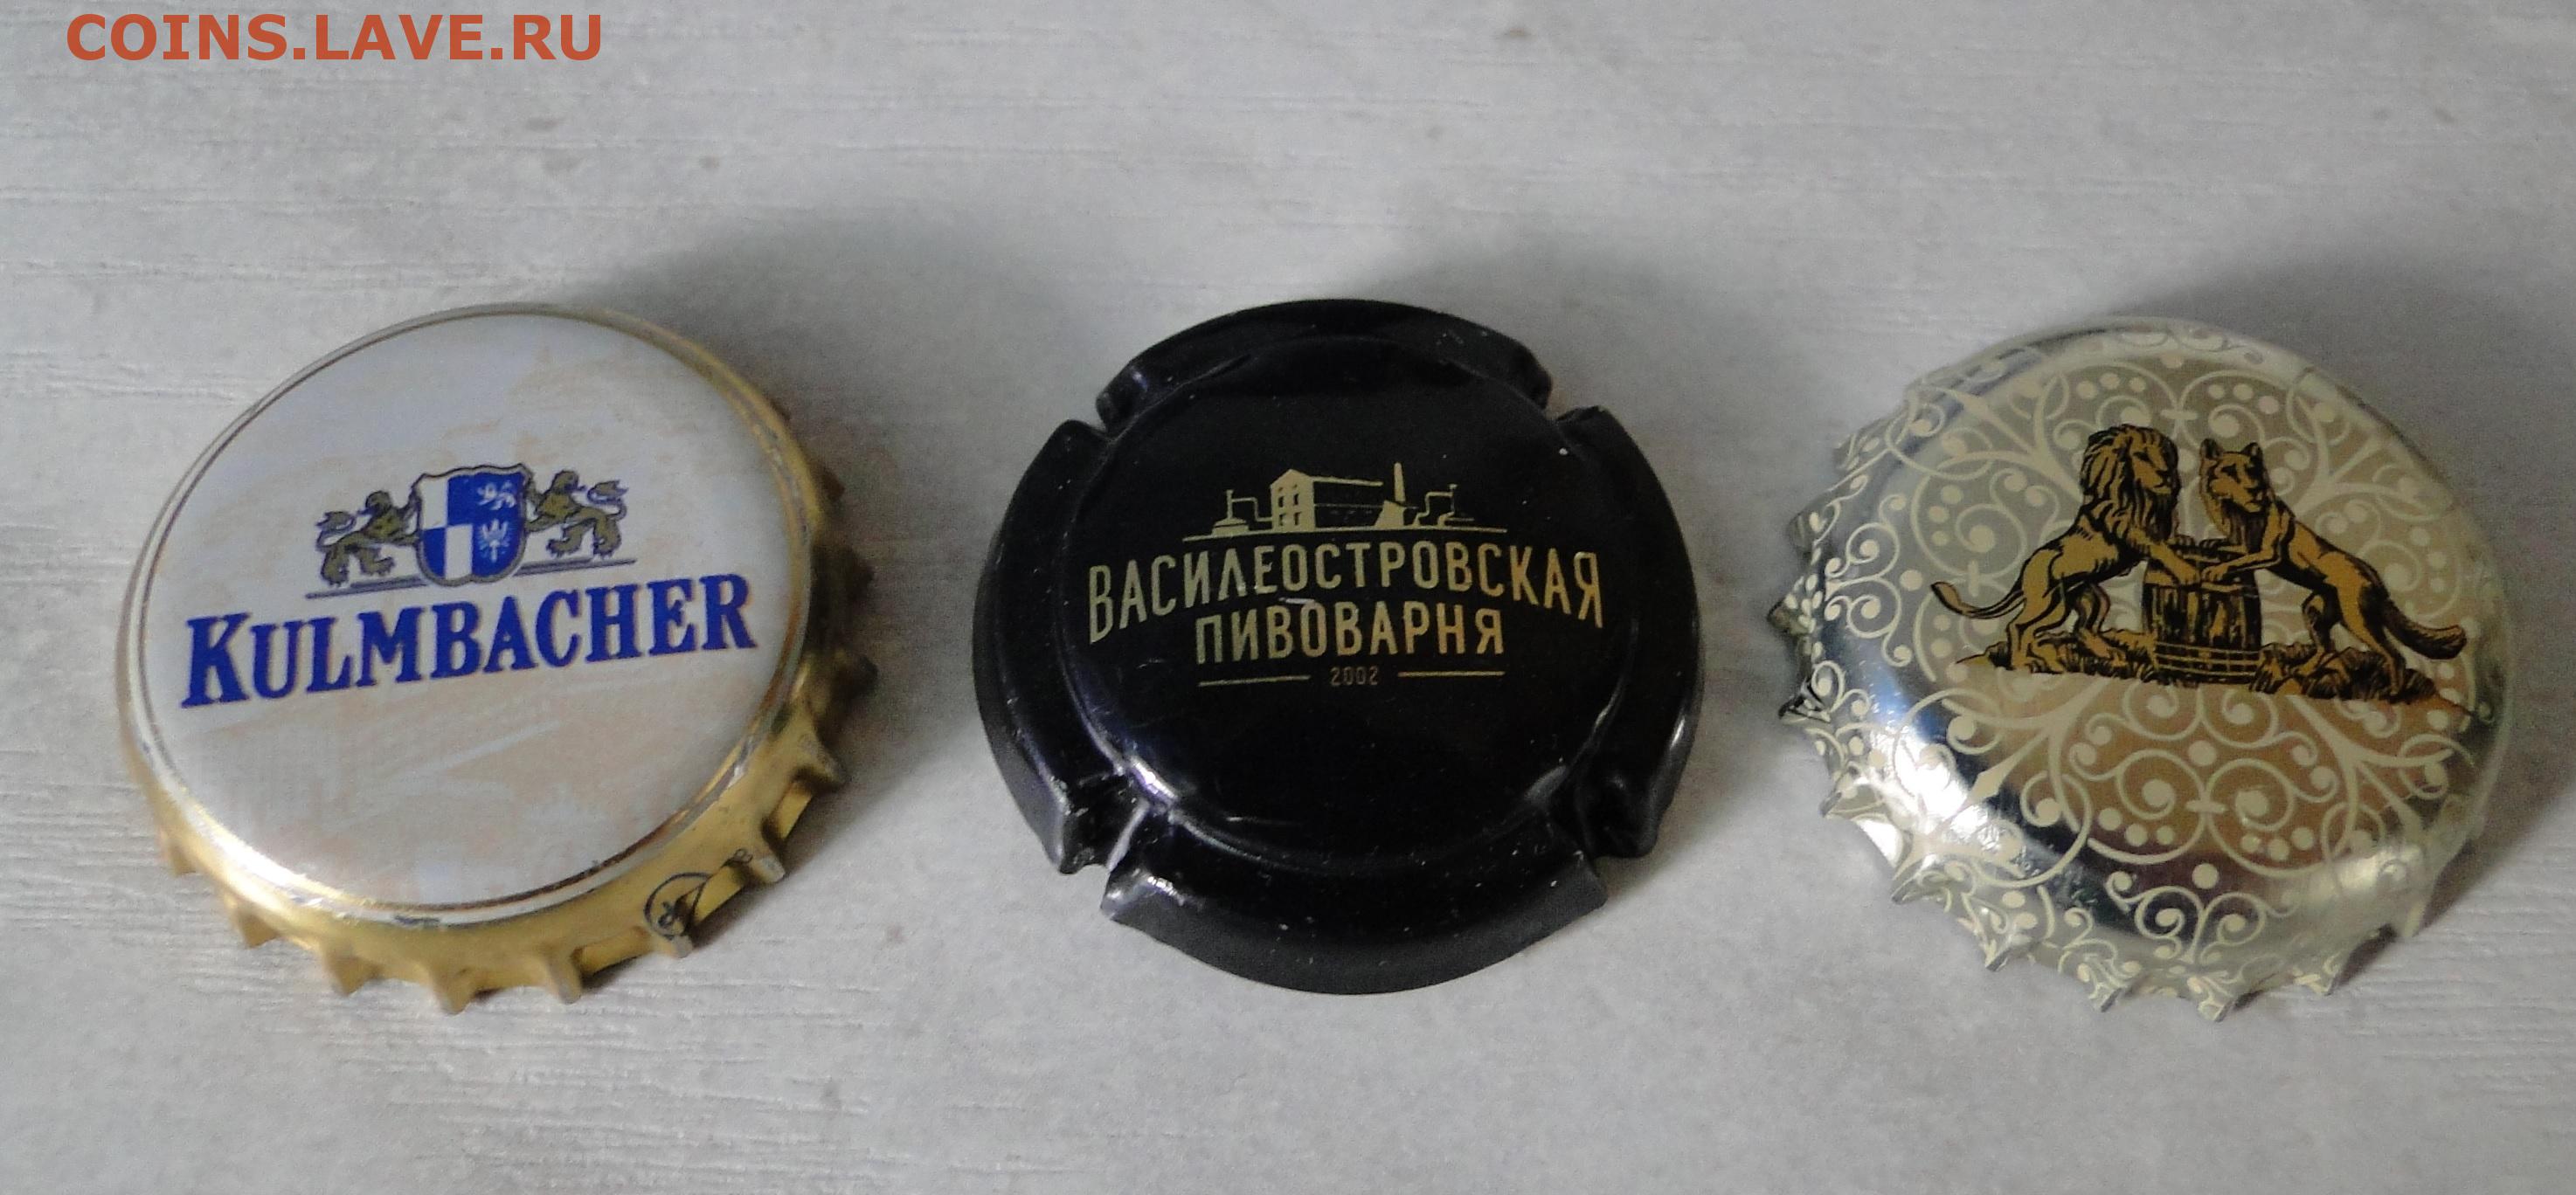 COINS.LAVE.RU
KULMBACHER
ВАСИЛЕОСТРОВСКАЯ
ПИВОВАРНЯ
2002